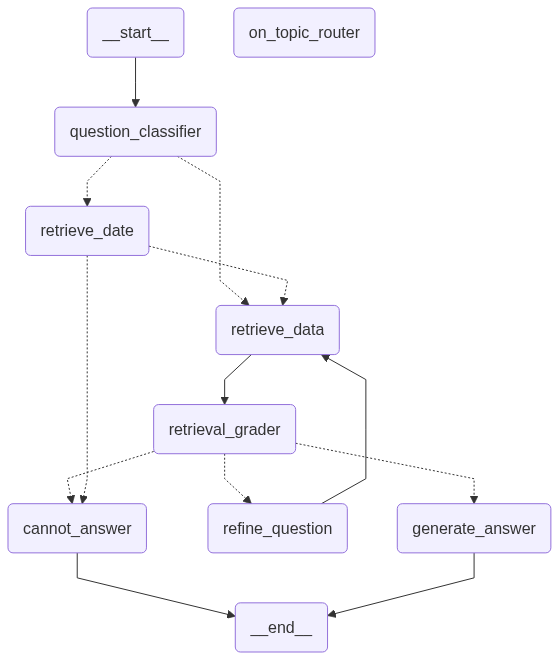 __start__
on_topic_router
question_classifier
retrieve_date
retrieve_data
retrieval_grader
cannot_answer
refine_question
generate_answer
__end__